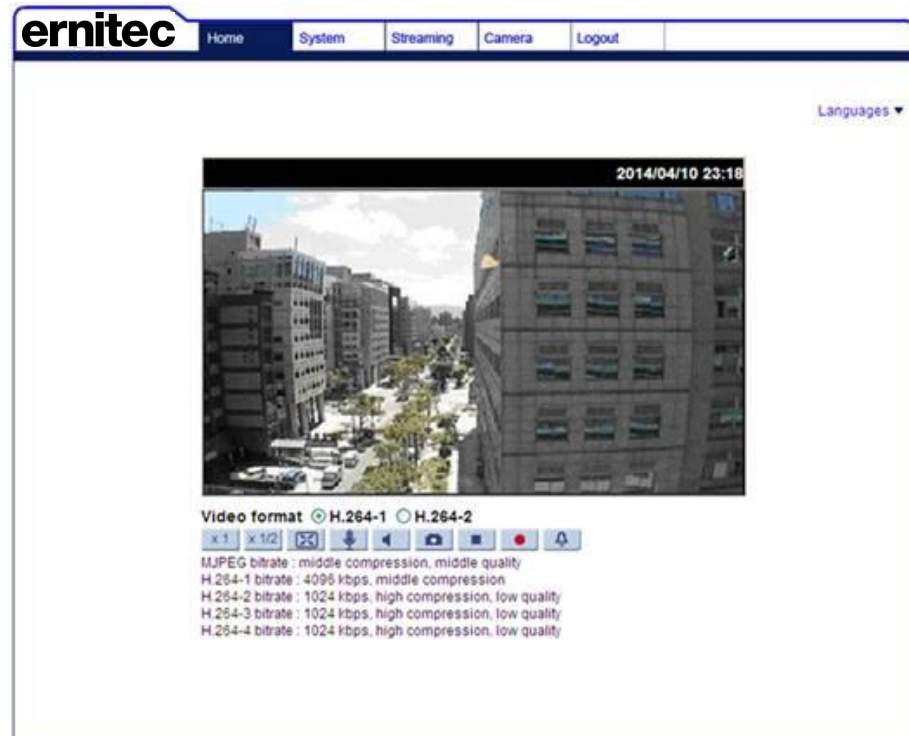 ernitec
Home System Streaming Camera Logout
Languages ▼
2014/04/10 23:18
Video format H.264-1 H.264-2
x 1 x 1/2
MJPEG bitrate : middle compression, middle quality
H.264-1 bitrate : 4096 kbps, middle compression
H.264-2 bitrate : 1024 kbps, high compression, low quality
H.264-3 bitrate : 1024 kbps, high compression, low quality
H.264-4 bitrate : 1024 kbps, high compression, low quality